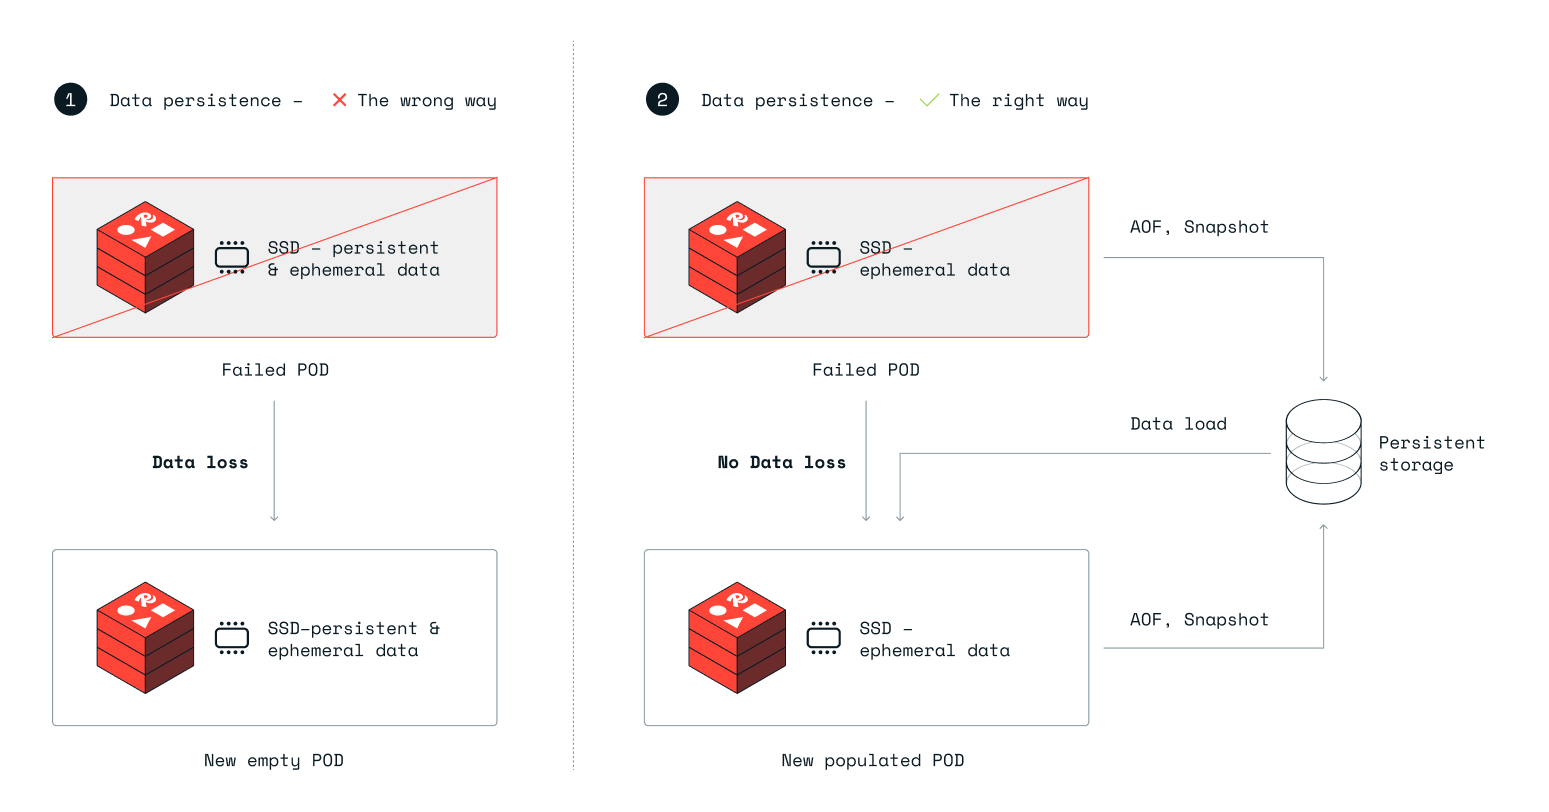 1 Data persistence – ✕ The wrong way
SSD – persistent
& ephemeral data
Failed POD
Data loss
SSD–persistent &
ephemeral data
New empty POD
2 Data persistence – ✓ The right way
SSD –
ephemeral data
AOF, Snapshot
Failed POD
Data load
No Data loss
Persistent
storage
SSD –
ephemeral data
AOF, Snapshot
New populated POD